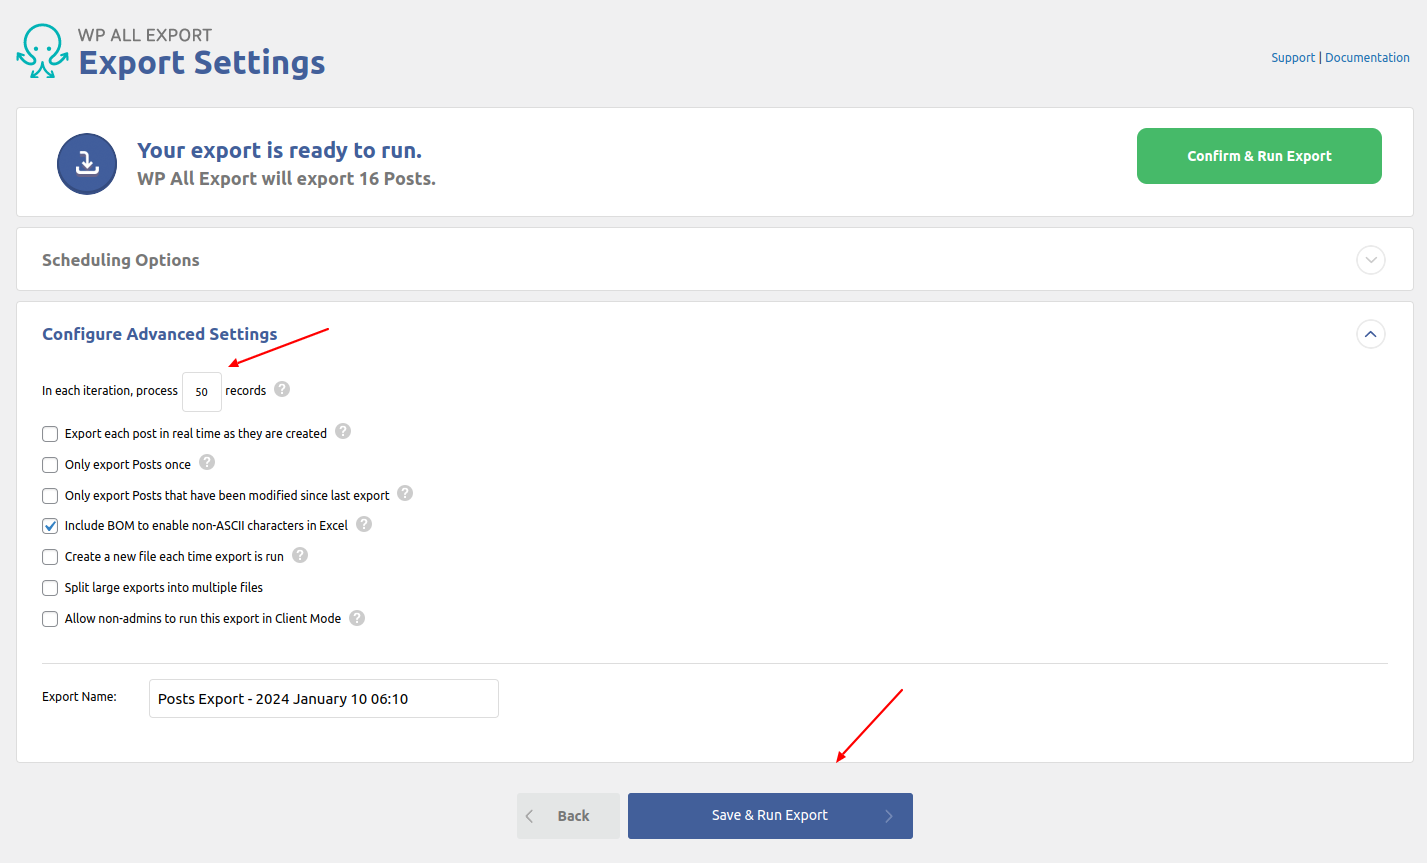 WP ALL EXPORT
Export Settings
Support | Documentation
Your export is ready to run.
WP All Export will export 16 Posts.
Confirm & Run Export
Scheduling Options
Configure Advanced Settings
In each iteration, process 50 records ?
Export each post in real time as they are created ?
Only export Posts once ?
Only export Posts that have been modified since last export ?
Include BOM to enable non-ASCII characters in Excel ?
Create a new file each time export is run ?
Split large exports into multiple files
Allow non-admins to run this export in Client Mode ?
Export Name: Posts Export - 2024 January 10 06:10
Back
Save & Run Export